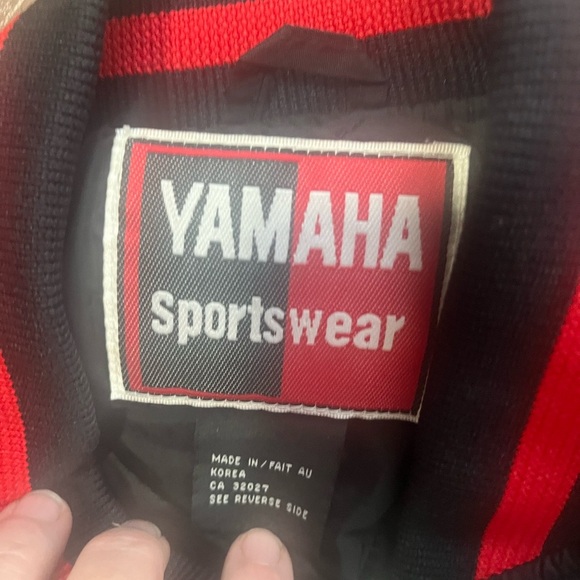 YAMAHA
Sportswear
MADE IN/FAIT AU
KOREA
CA 32027
SEE REVERSE SIDE